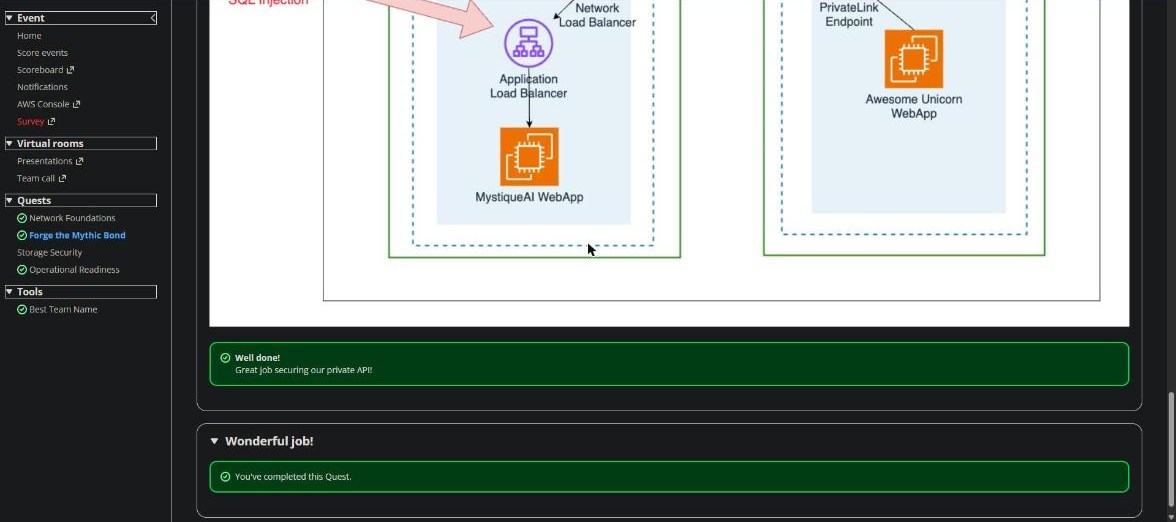 Event
Home
Score events
Scoreboard
Notifications
AWS Console
Survey
Virtual rooms
Presentations
Team call
Quests
Network Foundations
Forge the Mythic Bond
Storage Security
Operational Readiness
Tools
Best Team Name
SQL Injection
Network
Load Balancer
Application
Load Balancer
MystiqueAI WebApp
PrivateLink
Endpoint
Awesome Unicorn
WebApp
Well done!
Great job securing our private API!
Wonderful job!
You've completed this Quest.